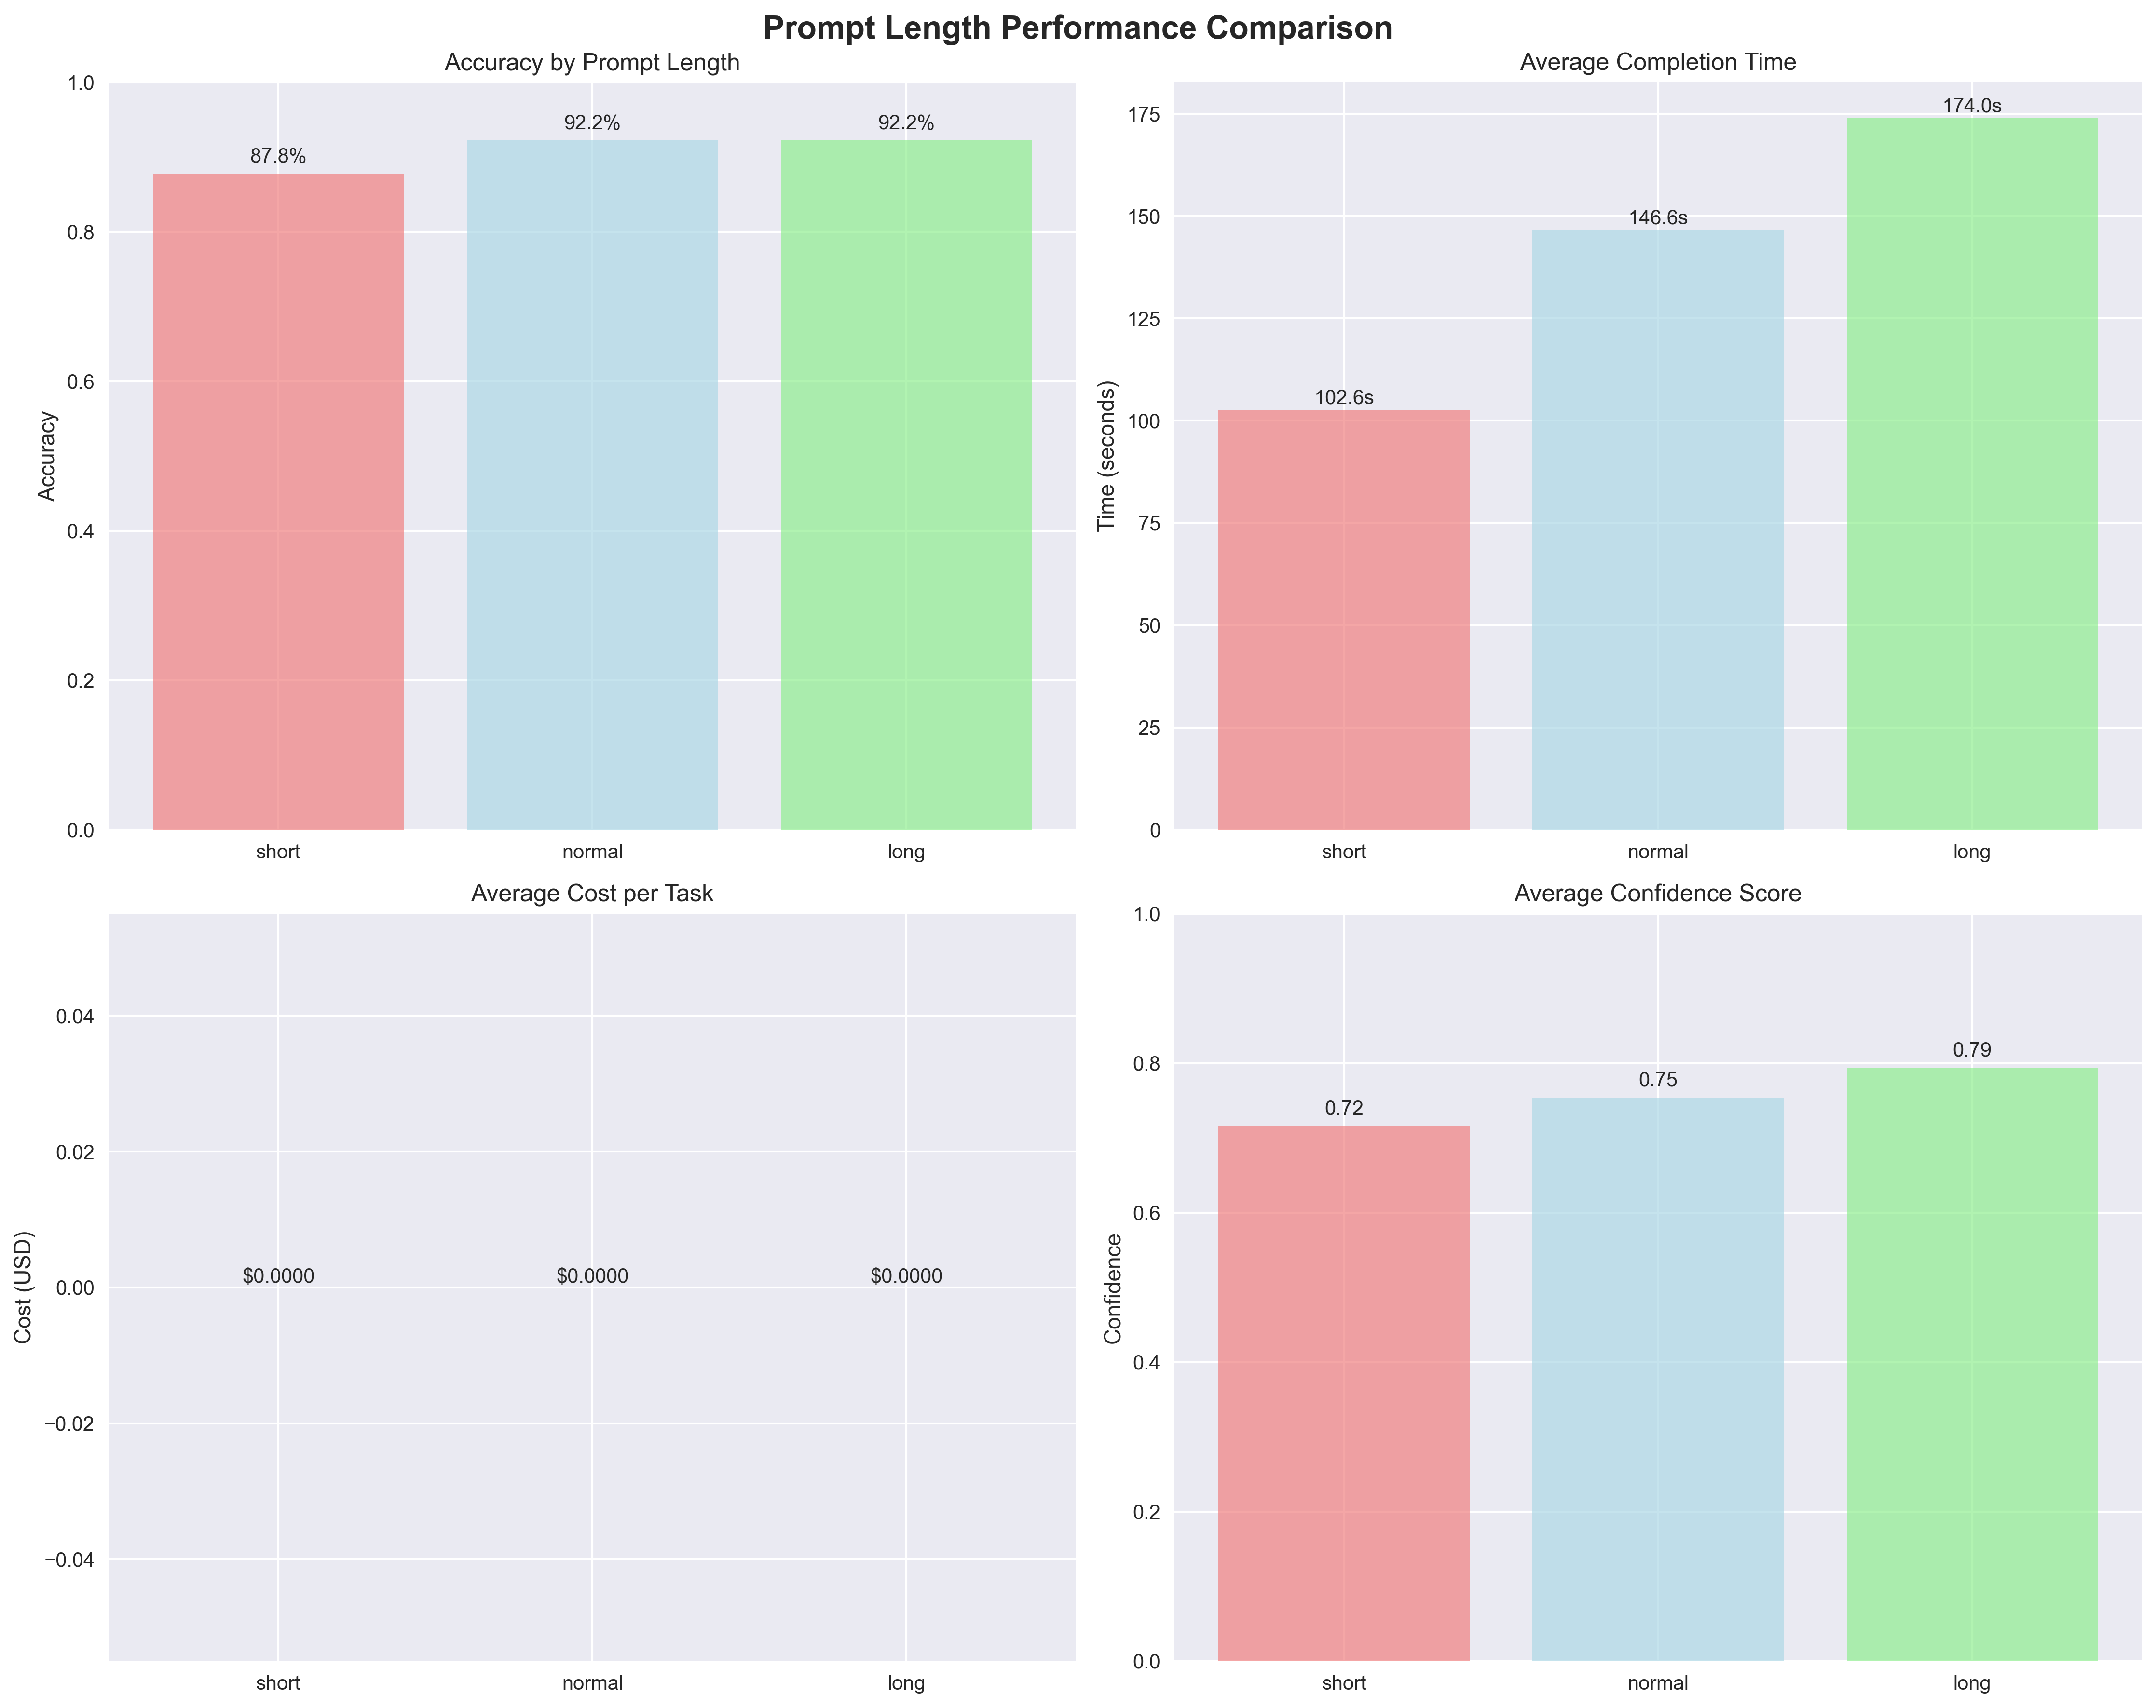 Prompt Length Performance Comparison
Accuracy by Prompt Length
1.0
0.8
0.6
0.4
0.2
0.0
Accuracy
87.8%
92.2%
92.2%
short
normal
long
Average Completion Time
175
150
125
100
75
50
25
0
Time (seconds)
102.6s
146.6s
174.0s
short
normal
long
Average Cost per Task
0.04
0.02
0.00
−0.02
−0.04
Cost (USD)
$0.0000
$0.0000
$0.0000
short
normal
long
Average Confidence Score
1.0
0.8
0.6
0.4
0.2
0.0
Confidence
0.72
0.75
0.79
short
normal
long